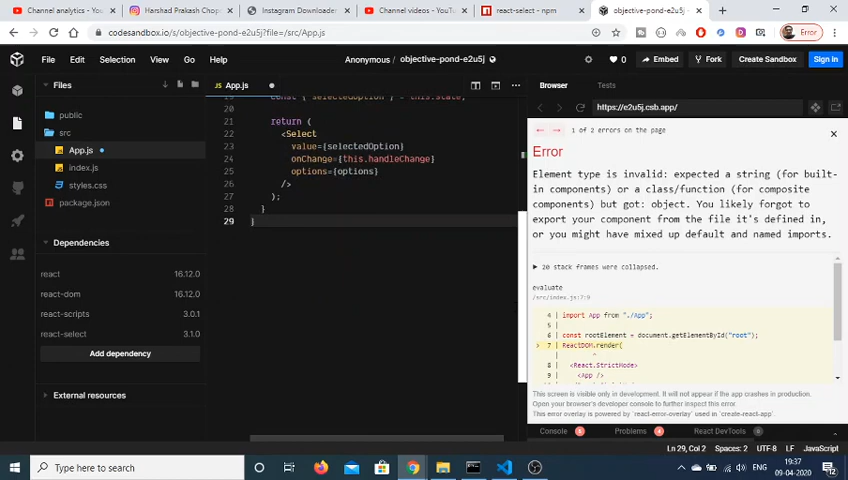 Channel analytics - YouTu
Harshad Prakash Chop
Instagram Downloader
Channel videos - YouTu
react-select - npm
objective-pond-e2u5j
codesandbox.io/s/objective-pond-e2u5j?file=/src/App.js
Error
File Edit Selection View Go Help
Anonymous / objective-pond-e2u5j
0 Embed Fork Create Sandbox Sign In
Files
public
src
App.js
index.js
styles.css
package.json
Dependencies
react 16.12.0
react-dom 16.12.0
react-scripts 3.0.1
react-select 3.1.0
Add dependency
External resources
App.js
19 const { selectedOption } = this.state;
20
21 return (
22 <Select
23 value={selectedOption}
24 onChange={this.handleChange}
25 options={options}
26 />
27 );
28 }
29 }
Browser Tests
https://e2u5j.csb.app/
1 of 2 errors on the page
Error
Element type is invalid: expected a string (for built-
in components) or a class/function (for composite
components) but got: object. You likely forgot to
export your component from the file it's defined in,
or you might have mixed up default and named imports.
20 stack frames were collapsed.
evaluate
/src/index.js:7:9
4 | import App from "./App";
5 |
6 | const rootElement = document.getElementById("root");
> 7 | ReactDOM.render(
| ^
8 | <React.StrictMode>
9 | <App />
This screen is visible only in development. It will not appear if the app crashes in production.
Open your browser's developer console to further inspect this error.
This error overlay is powered by `react-error-overlay` used in `create-react-app`.
Console Problems React DevTools 0
Ln 29, Col 2 Spaces: 2 UTF-8 LF JavaScript
Type here to search
ENG
19:37
09-04-2020
12